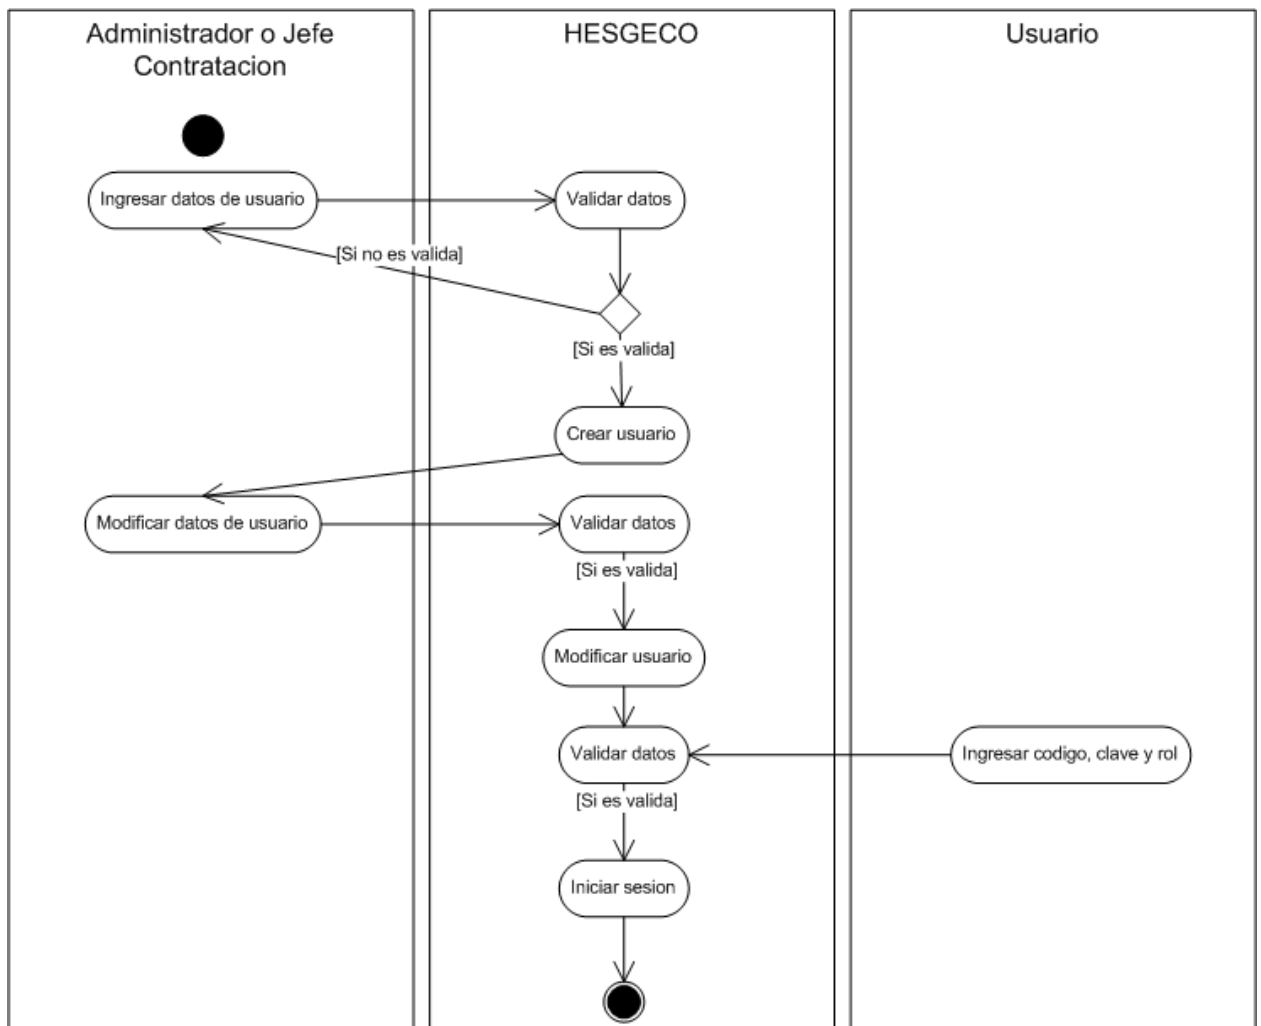 Administrador o Jefe
Contratacion
HESGECO
Usuario
Ingresar datos de usuario
Validar datos
[Si no es valida]
[Si es valida]
Crear usuario
Modificar datos de usuario
Validar datos
[Si es valida]
Modificar usuario
Validar datos
Ingresar codigo, clave y rol
[Si es valida]
Iniciar sesion